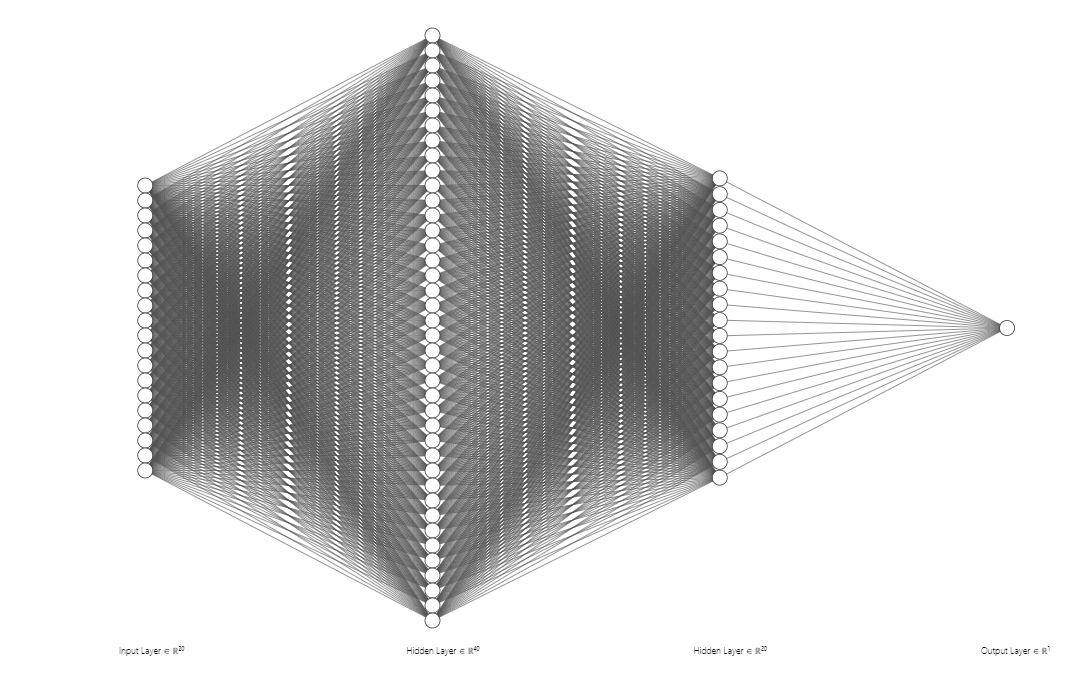 Input Layer ∈ ℝ²⁰
Hidden Layer ∈ ℝ⁴⁰
Hidden Layer ∈ ℝ²⁰
Output Layer ∈ ℝ¹